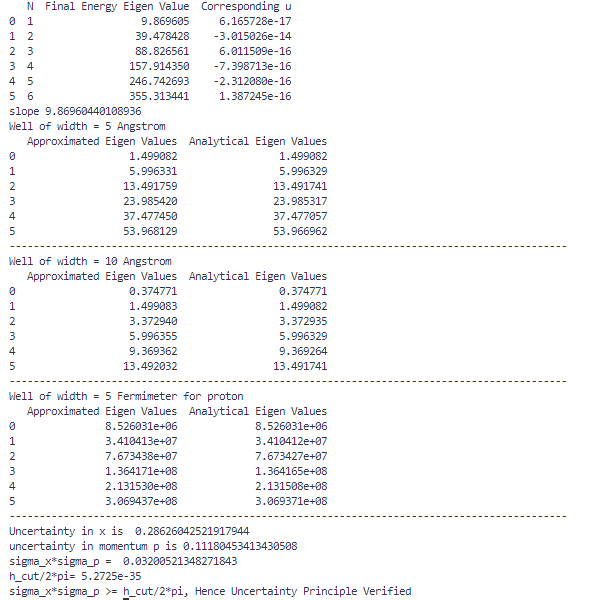 N Final Energy Eigen Value Corresponding u
0 1 9.869605 6.165728e-17
1 2 39.478428 -3.015026e-14
2 3 88.826561 6.011509e-16
3 4 157.914350 -7.398713e-16
4 5 246.742693 -2.312080e-16
5 6 355.313441 1.387245e-16
slope 9.86960440108936
Well of width = 5 Angstrom
Approximated Eigen Values Analytical Eigen Values
0 1.499082 1.499082
1 5.996331 5.996329
2 13.491759 13.491741
3 23.985420 23.985317
4 37.477450 37.477057
5 53.968129 53.966962
------------------------------------------------------------------------------------------
Well of width = 10 Angstrom
Approximated Eigen Values Analytical Eigen Values
0 0.374771 0.374771
1 1.499083 1.499082
2 3.372940 3.372935
3 5.996355 5.996329
4 9.369362 9.369264
5 13.492032 13.491741
------------------------------------------------------------------------------------------
Well of width = 5 Fermimeter for proton
Approximated Eigen Values Analytical Eigen Values
0 8.526031e+06 8.526031e+06
1 3.410413e+07 3.410412e+07
2 7.673438e+07 7.673427e+07
3 1.364171e+08 1.364165e+08
4 2.131530e+08 2.131508e+08
5 3.069437e+08 3.069371e+08
------------------------------------------------------------------------------------------
Uncertainty in x is 0.28626042521917944
uncertainty in momentum p is 0.11180453413430508
sigma_x*sigma_p = 0.03200521348271843
h_cut/2*pi= 5.2725e-35
sigma_x*sigma_p >= h_cut/2*pi, Hence Uncertainty Principle Verified